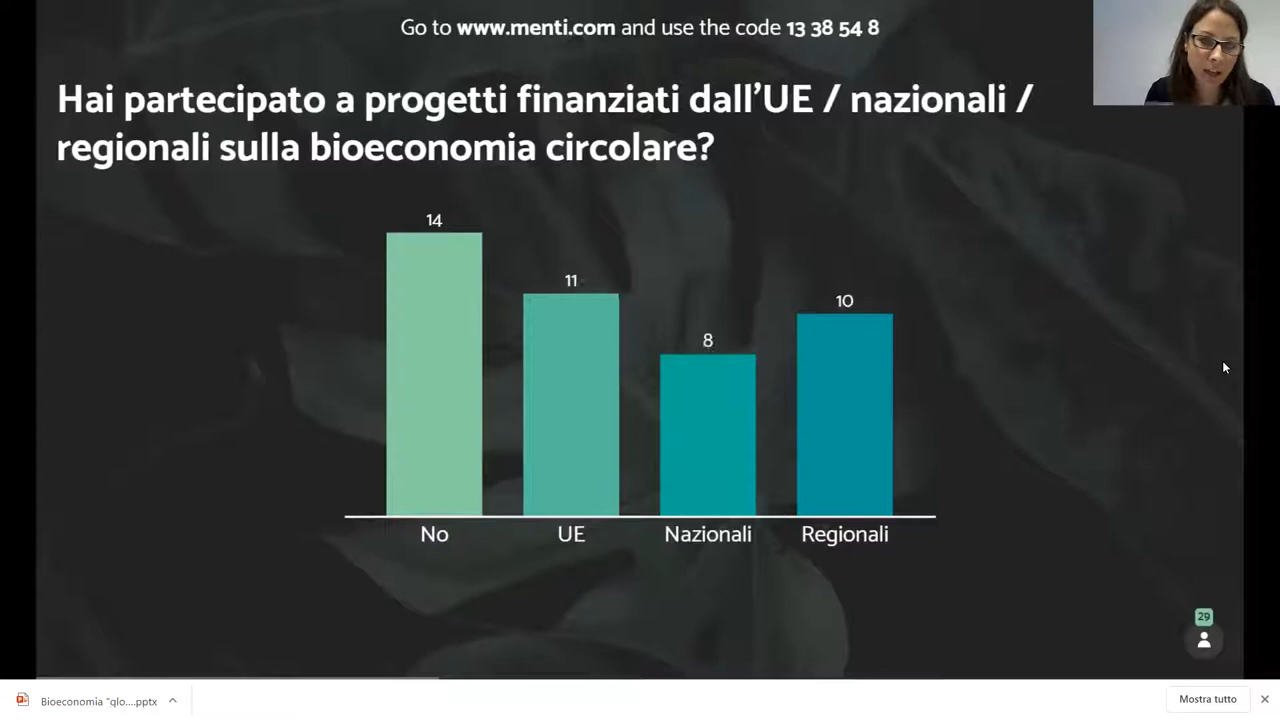 Go to www.menti.com and use the code 13 38 54 8
Hai partecipato a progetti finanziati dall'UE / nazionali /
regionali sulla bioeconomia circolare?
14
11
8
10
No
UE
Nazionali
Regionali
29
Bioeconomia "glo....pptx
Mostra tutto